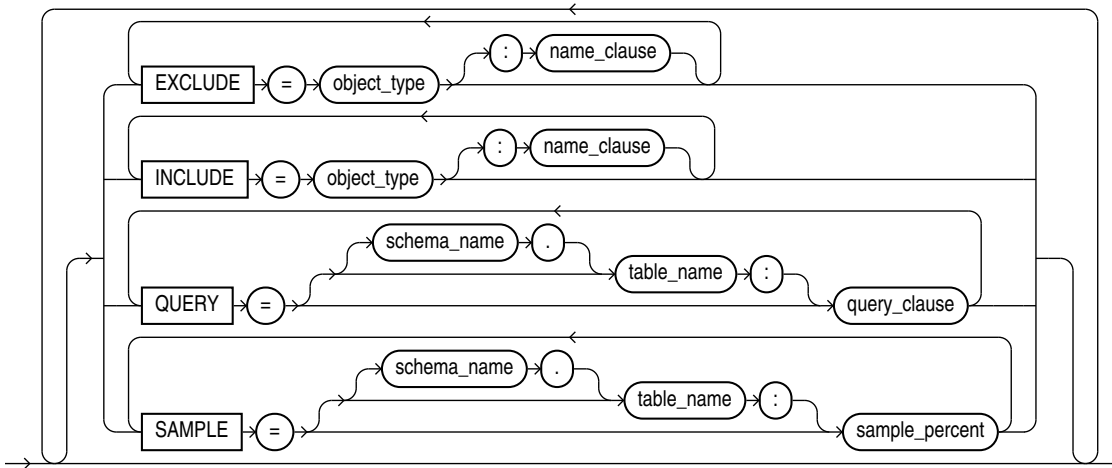 : name_clause
EXCLUDE = object_type
: name_clause
INCLUDE = object_type
schema_name .
table_name :
QUERY = query_clause
schema_name .
table_name :
SAMPLE = sample_percent